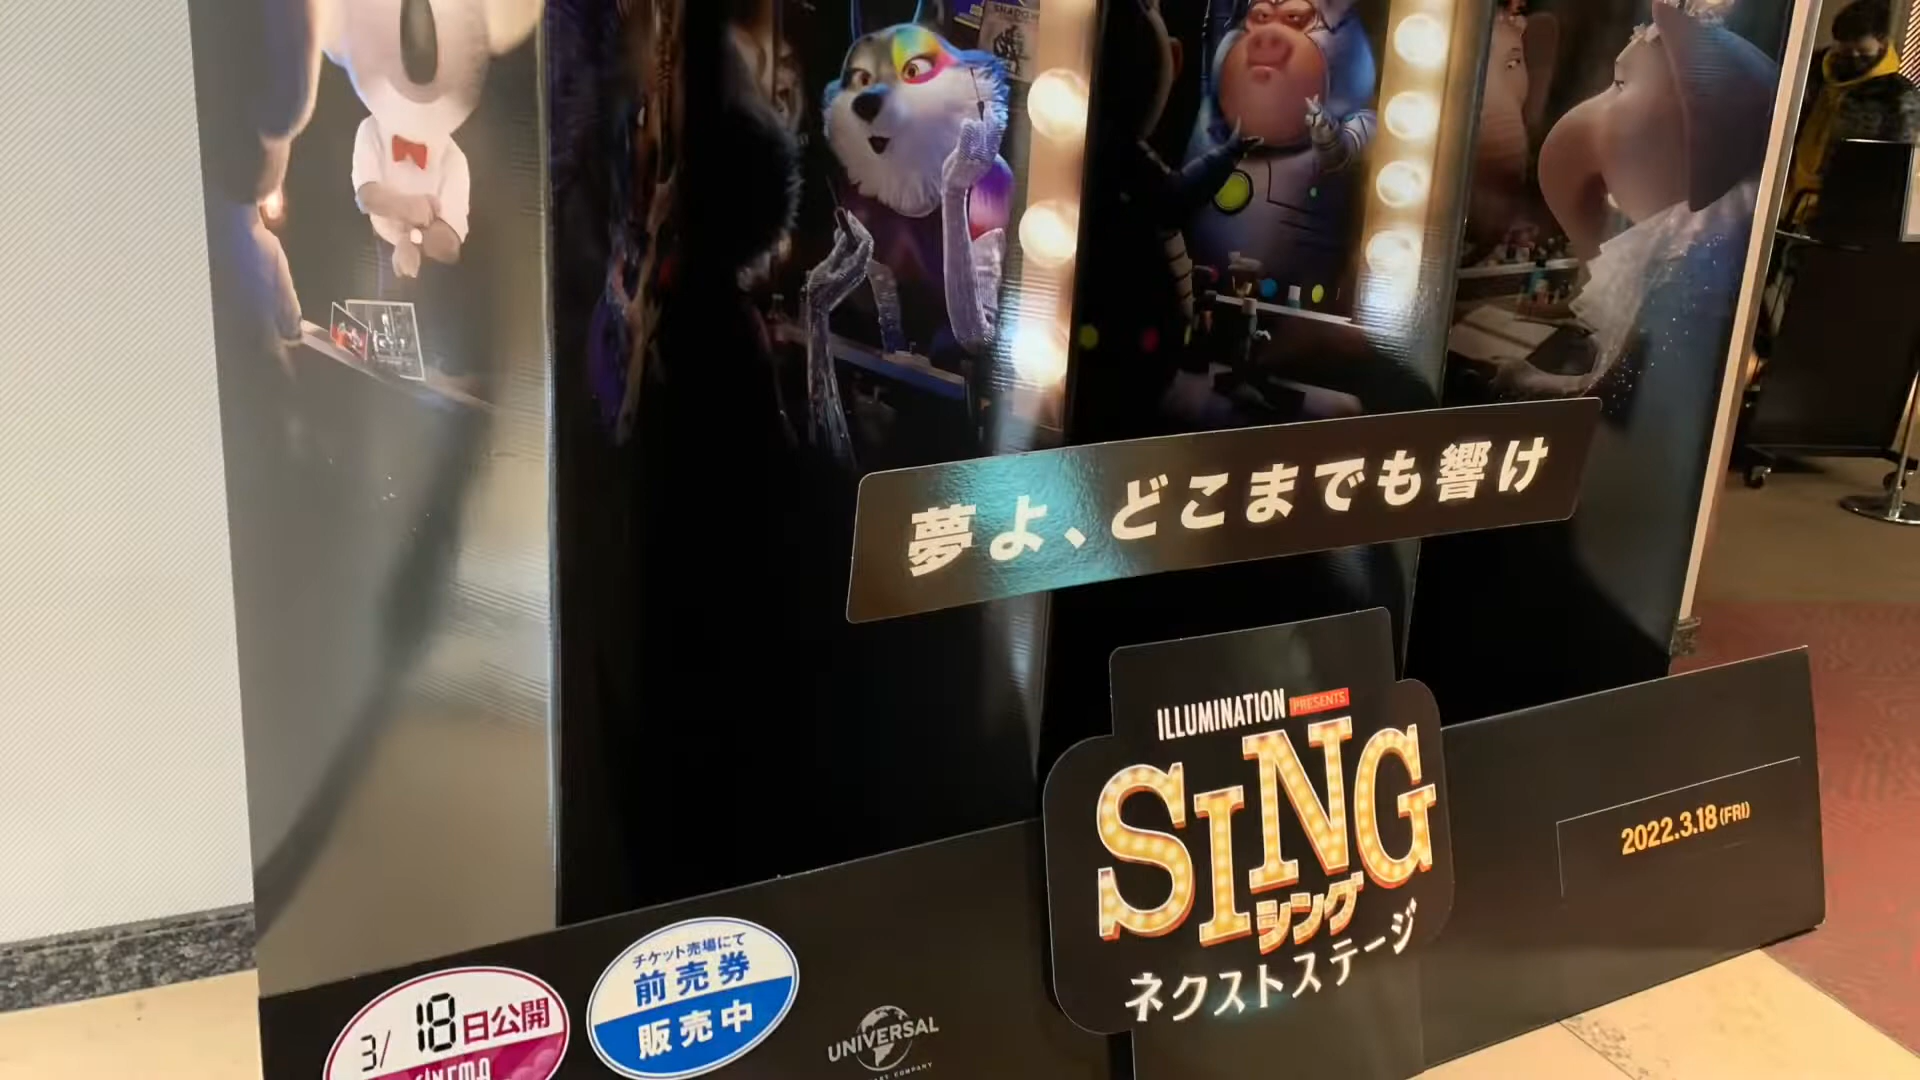 SHADOW
夢よ、どこまでも響け
ILLUMINATION PRESENTS
SING
シング
ネクストステージ
2022.3.18(FRI)
3/18日公開
CINEMA
チケット売場にて
前売券
販売中
UNIVERSAL